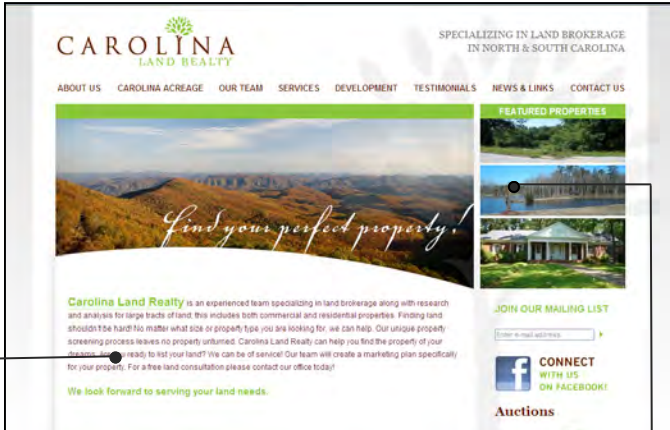 CAROLINA
LAND REALTY
SPECIALIZING IN LAND BROKERAGE
IN NORTH & SOUTH CAROLINA
ABOUT US CAROLINA ACREAGE OUR TEAM SERVICES DEVELOPMENT TESTIMONIALS NEWS & LINKS CONTACT US
FEATURED PROPERTIES
find your perfect property!
Carolina Land Realty is an experienced team specializing in land brokerage along with research
and analysis for large tracts of land; this includes both commercial and residential properties. Finding land
shouldn't be hard! No matter what size or property type you are looking for, we can help. Our unique property
screening process leaves no property unturned. Carolina Land Realty can help you find the property of your
dreams. ready to list your land? We can be of service! Our team will create a marketing plan specifically
for your property. For a free land consultation please contact our office today!
We look forward to serving your land needs.
JOIN OUR MAILING LIST
Enter e-mail address
f
CONNECT
WITH US
ON FACEBOOK!
Auctions